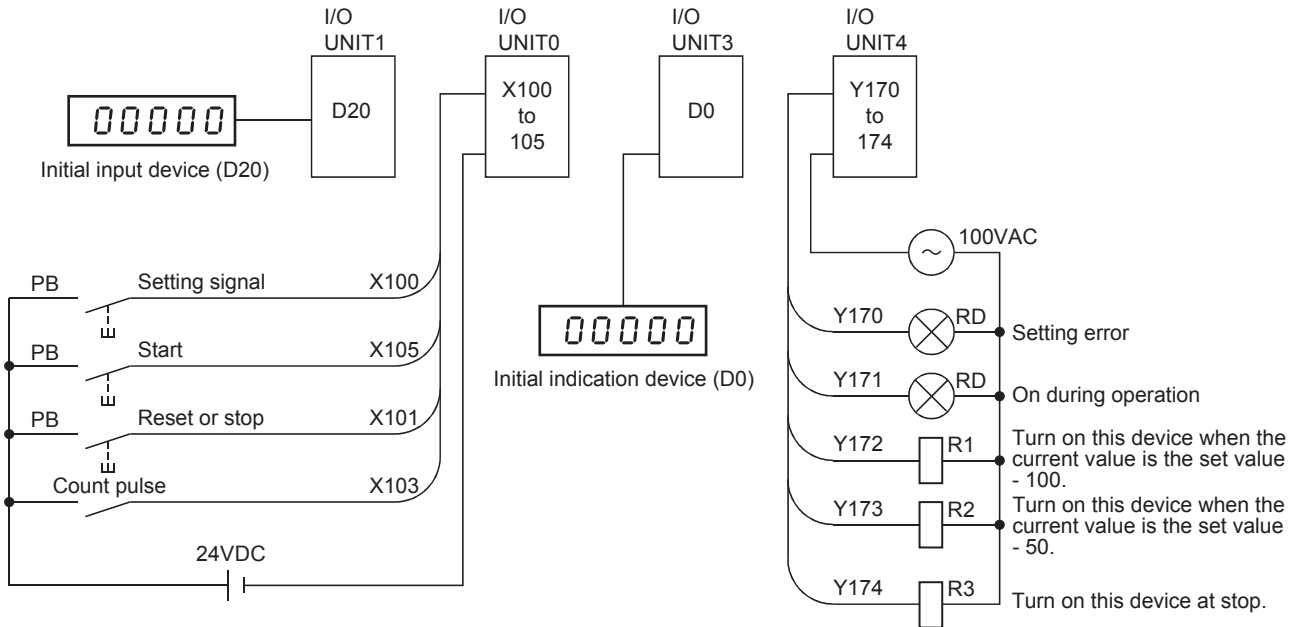 I/O
UNIT1
I/O
UNIT0
I/O
UNIT3
I/O
UNIT4
D20
X100
to
105
D0
Y170
to
174
00000
Initial input device (D20)
100VAC
PB
Setting signal
X100
PB
Start
X105
PB
Reset or stop
X101
Count pulse
X103
24VDC
00000
Initial indication device (D0)
Y170
RD
Setting error
Y171
RD
On during operation
Y172
R1
Turn on this device when the
current value is the set value
- 100.
Y173
R2
Turn on this device when the
current value is the set value
- 50.
Y174
R3
Turn on this device at stop.